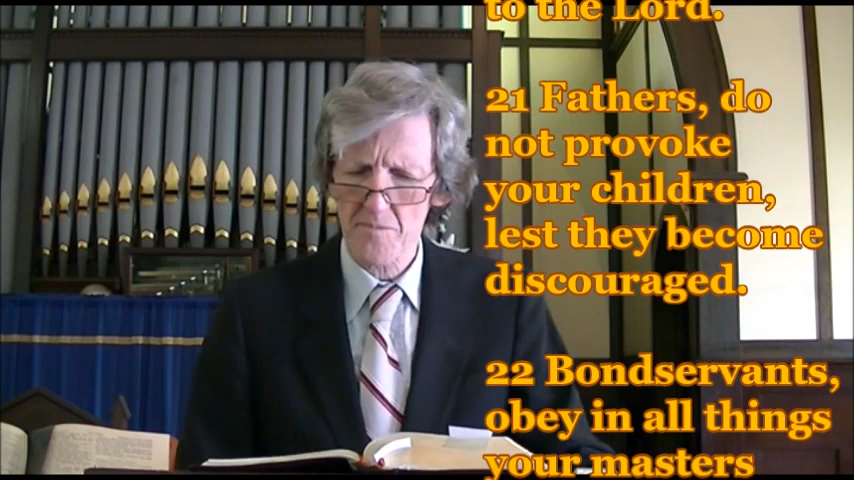 to the Lord.
21 Fathers, do
not provoke
your children,
lest they become
discouraged.
22 Bondservants,
obey in all things
your masters